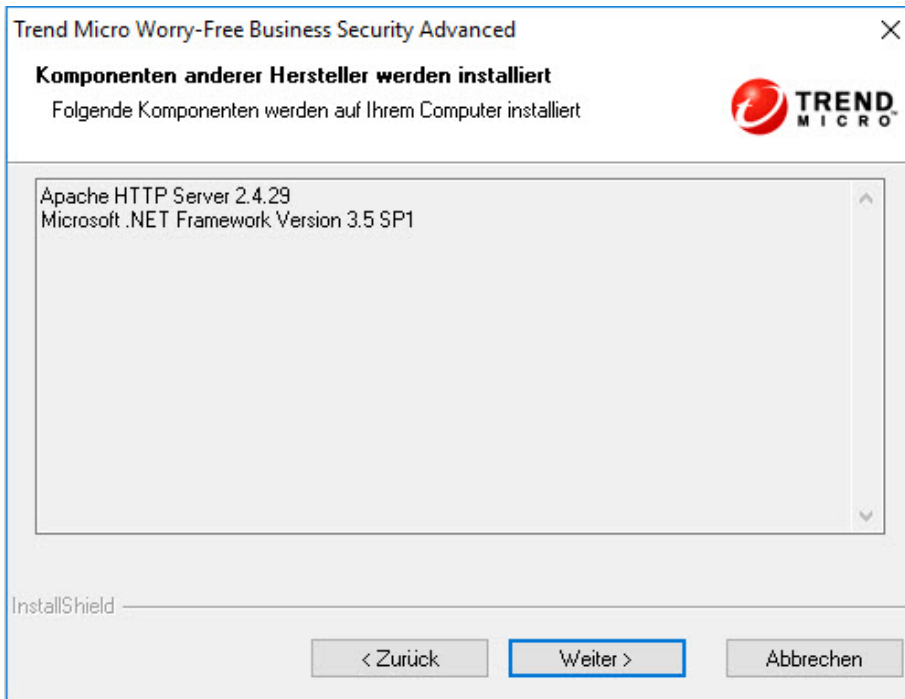 Trend Micro Worry-Free Business Security Advanced
Komponenten anderer Hersteller werden installiert
Folgende Komponenten werden auf Ihrem Computer installiert
TREND
MICRO™
Apache HTTP Server 2.4.29
Microsoft .NET Framework Version 3.5 SP1
InstallShield
< Zurück
Weiter >
Abbrechen